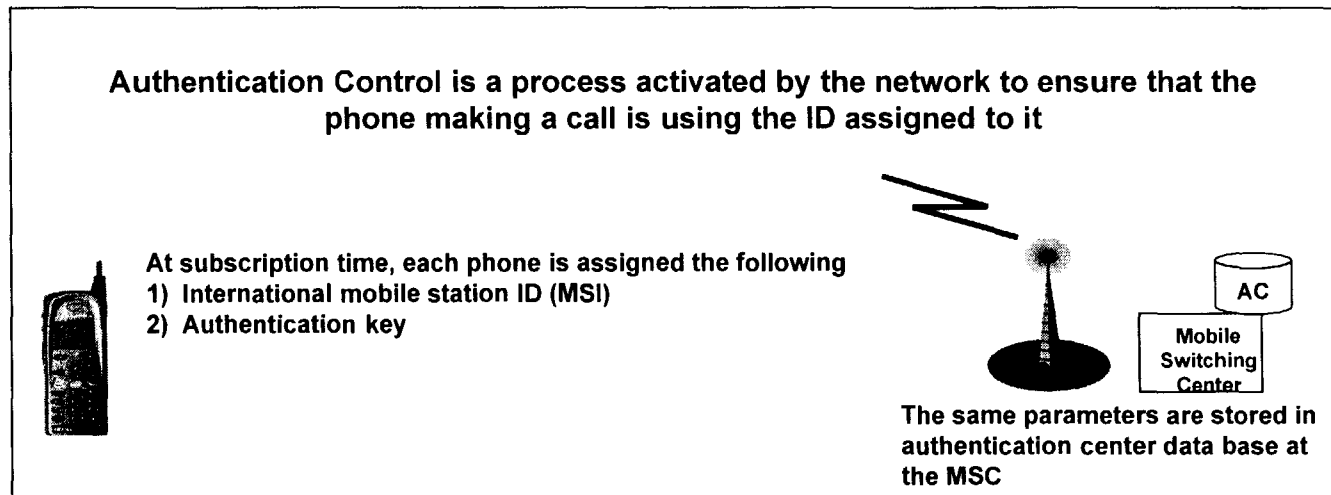 Authentication Control is a process activated by the network to ensure that the
phone making a call is using the ID assigned to it
At subscription time, each phone is assigned the following
1) International mobile station ID (MSI)
2) Authentication key
AC
Mobile
Switching
Center
The same parameters are stored in
authentication center data base at
the MSC